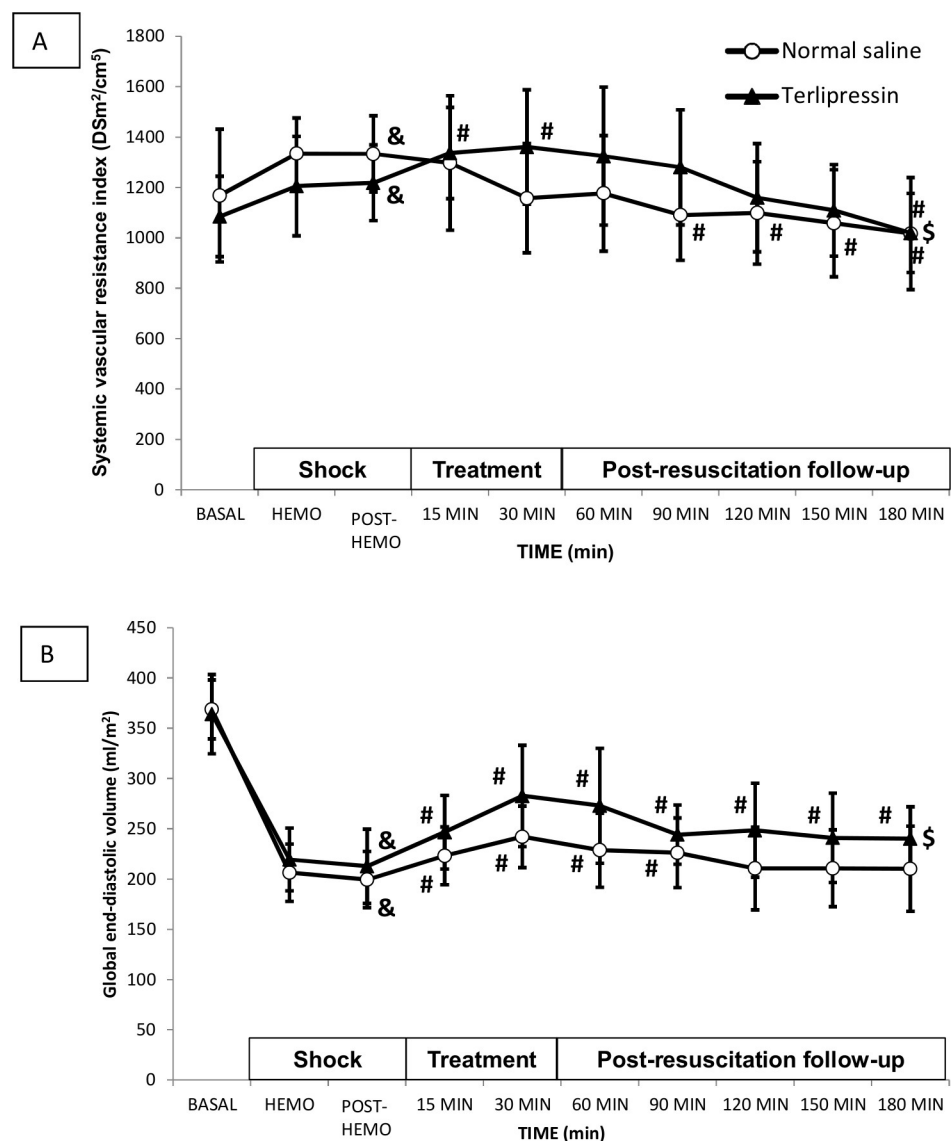 A
Systemic vascular resistance index (DSm²/cm⁵)
1800
1600
1400
1200
1000
800
600
400
200
0
Normal saline
Terlipressin
& # #
&
# # # #
$
#
Shock Treatment Post-resuscitation follow-up
BASAL HEMO POST-HEMO 15 MIN 30 MIN 60 MIN 90 MIN 120 MIN 150 MIN 180 MIN
TIME (min)
B
Global end-diastolic volume (ml/m²)
450
400
350
300
250
200
150
100
50
0
& # # # # # # # $
& # # # #
Shock Treatment Post-resuscitation follow-up
BASAL HEMO POST-HEMO 15 MIN 30 MIN 60 MIN 90 MIN 120 MIN 150 MIN 180 MIN
TIME (min)